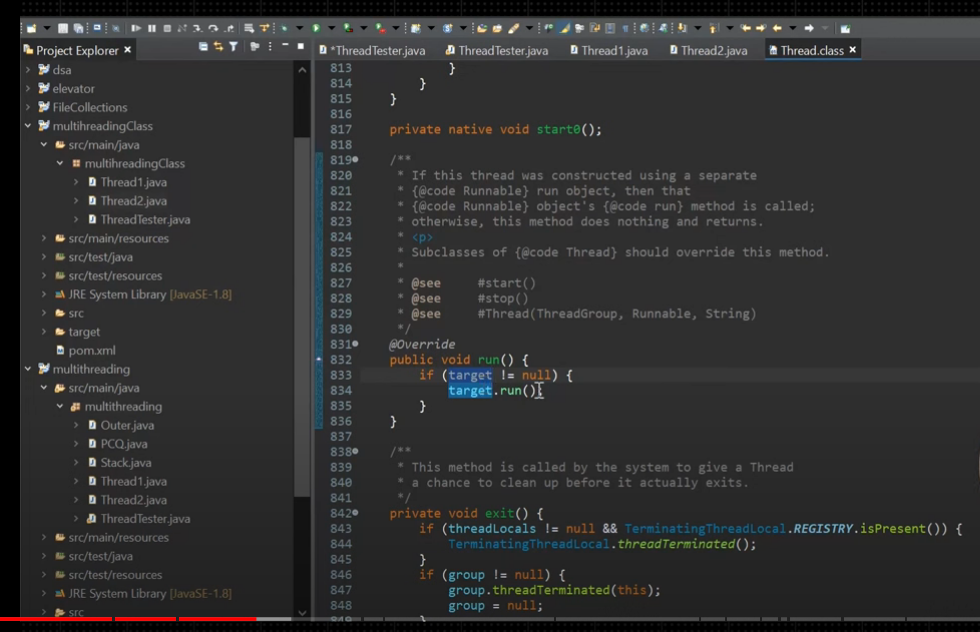 Project Explorer
*ThreadTester.java
ThreadTester.java
Thread1.java
Thread2.java
Thread.class
dsa
elevator
FileCollections
multihreadingClass
src/main/java
multihreadingClass
Thread1.java
Thread2.java
ThreadTester.java
src/main/resources
src/test/java
src/test/resources
JRE System Library [JavaSE-1.8]
src
target
pom.xml
multithreading
src/main/java
multithreading
Outer.java
PCQ.java
Stack.java
Thread1.java
Thread2.java
ThreadTester.java
src/main/resources
src/test/java
src/test/resources
JRE System Library [JavaSE-1.8]
src
813 }
814 }
815 }
816
817 private native void start0();
818
819 /**
820 * If this thread was constructed using a separate
821 * {@code Runnable} run object, then that
822 * {@code Runnable} object's {@code run} method is called;
823 * otherwise, this method does nothing and returns.
824 * <p>
825 * Subclasses of {@code Thread} should override this method.
826 *
827 * @see #start()
828 * @see #stop()
829 * @see #Thread(ThreadGroup, Runnable, String)
830 */
831 @Override
832 public void run() {
833 if (target != null) {
834 target.run();
835 }
836 }
837
838 /**
839 * This method is called by the system to give a Thread
840 * a chance to clean up before it actually exits.
841 */
842 private void exit() {
843 if (threadLocals != null && TerminatingThreadLocal.REGISTRY.isPresent()) {
844 TerminatingThreadLocal.threadTerminated();
845 }
846 if (group != null) {
847 group.threadTerminated(this);
848 group = null;
849 }